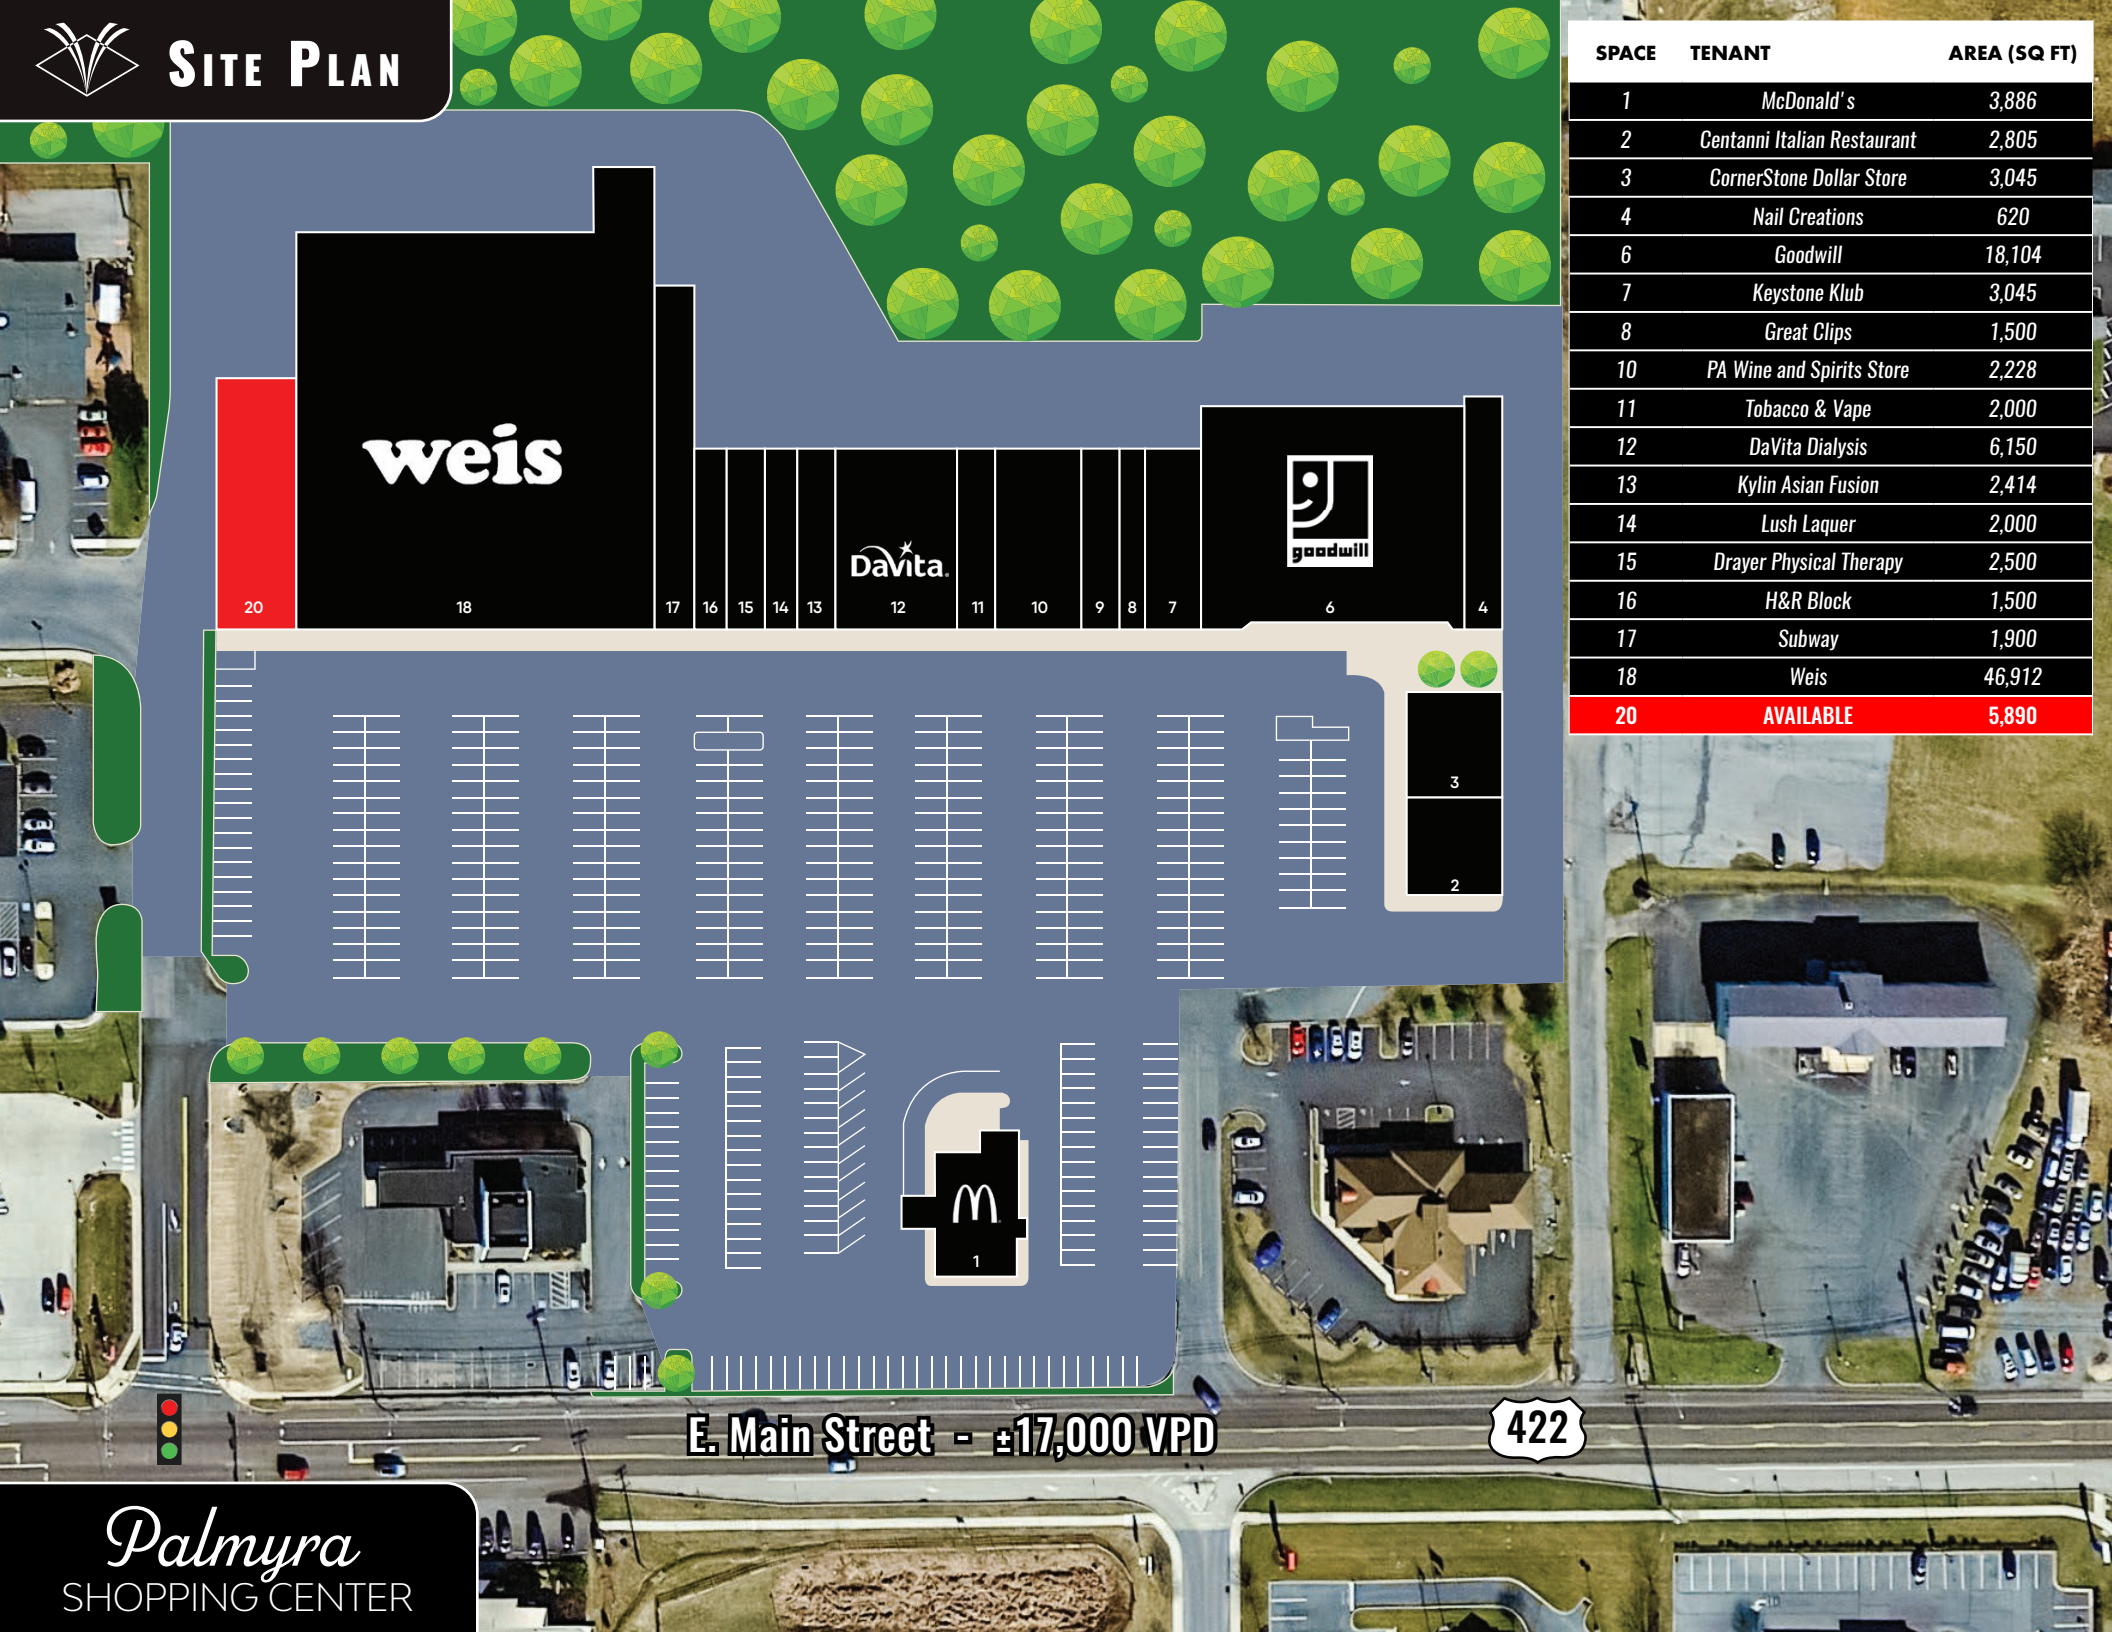 SITE PLAN
SPACE TENANT AREA (SQ FT)
1 McDonald's 3,886
2 Centanni Italian Restaurant 2,805
3 CornerStone Dollar Store 3,045
4 Nail Creations 620
6 Goodwill 18,104
7 Keystone Klub 3,045
8 Great Clips 1,500
10 PA Wine and Spirits Store 2,228
11 Tobacco & Vape 2,000
12 DaVita Dialysis 6,150
13 Kylin Asian Fusion 2,414
14 Lush Laquer 2,000
15 Drayer Physical Therapy 2,500
16 H&R Block 1,500
17 Subway 1,900
18 Weis 46,912
20 AVAILABLE 5,890
weis
DaVita.
goodwill
20 18 17 16 15 14 13 12 11 10 9 8 7 6 4
3
2
M
1
E. Main Street - ±17,000 VPD
422
Palmyra
SHOPPING CENTER